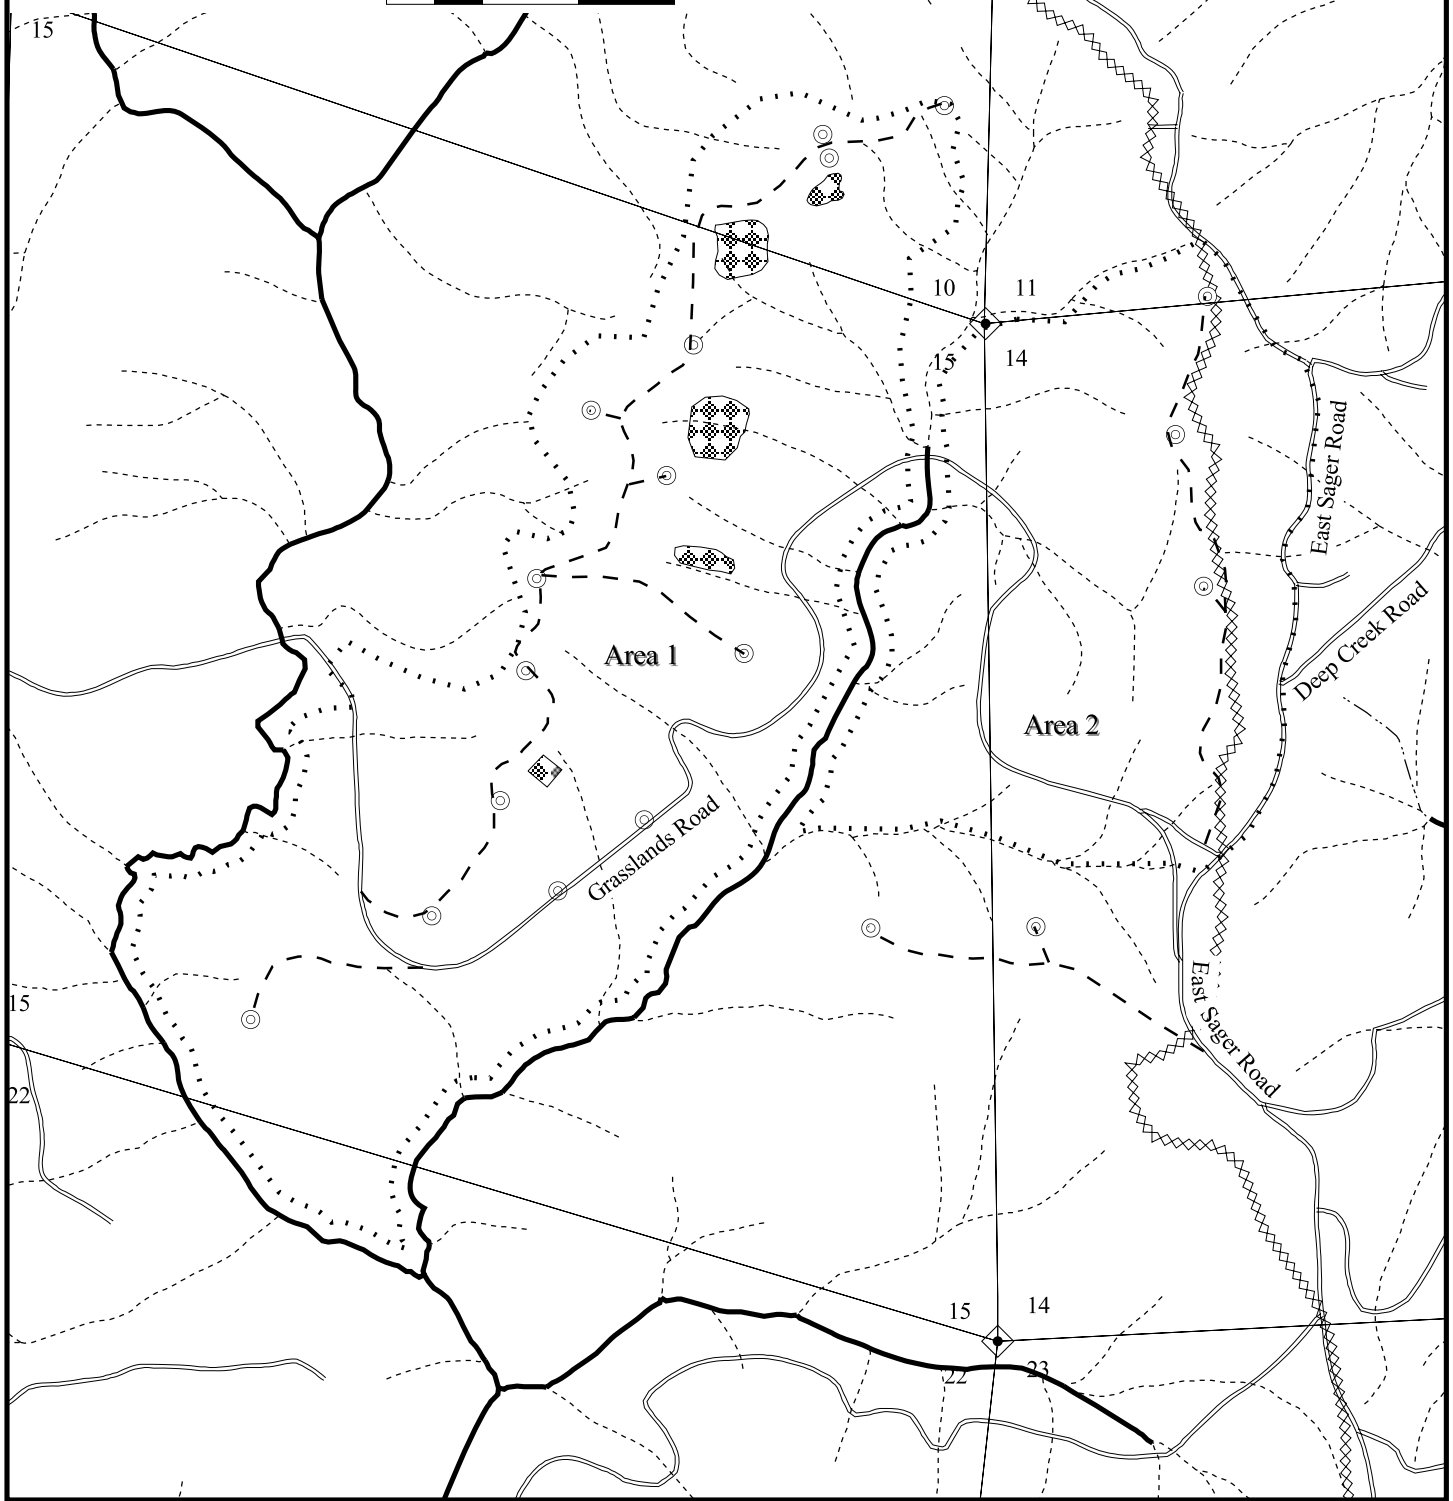 15
10 11
15 14
East Sager Road
Deep Creek Road
Area 1
Area 2
Grasslands Road
East Sager Road
15
22
15 14
22 23